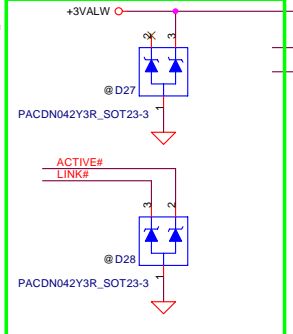 +3VALW
2
3
@D27
1
PACDN042Y3R_SOT23-3
ACTIVE#
LINK#
3
2
@D28
1
PACDN042Y3R_SOT23-3